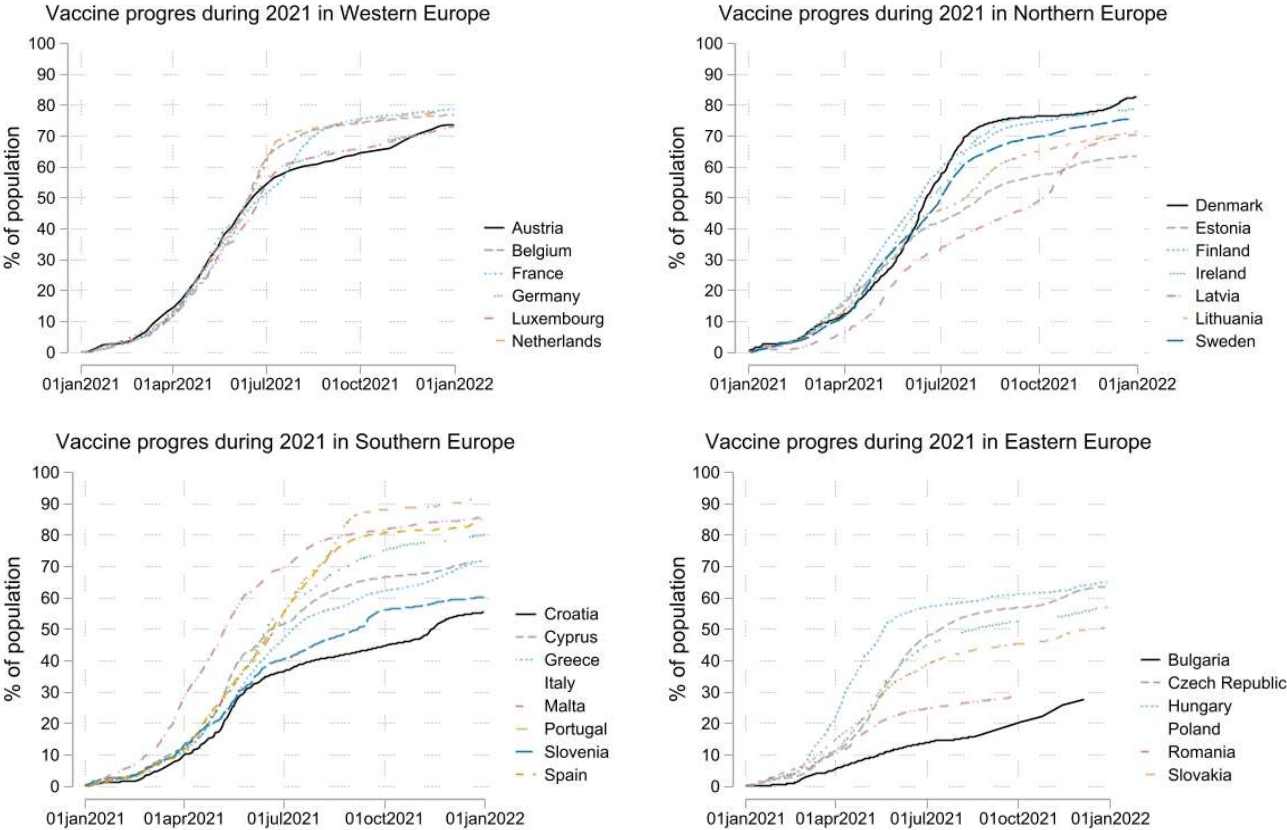 Vaccine progres during 2021 in Western Europe
100
90
80
70
60
50
40
30
20
10
0
% of population
01jan2021 01apr2021 01jul2021 01oct2021 01jan2022
Austria
Belgium
France
Germany
Luxembourg
Netherlands
Vaccine progres during 2021 in Northern Europe
100
90
80
70
60
50
40
30
20
10
0
% of population
01jan2021 01apr2021 01jul2021 01oct2021 01jan2022
Denmark
Estonia
Finland
Ireland
Latvia
Lithuania
Sweden
Vaccine progres during 2021 in Southern Europe
100
90
80
70
60
50
40
30
20
10
0
% of population
01jan2021 01apr2021 01jul2021 01oct2021 01jan2022
Croatia
Cyprus
Greece
Italy
Malta
Portugal
Slovenia
Spain
Vaccine progres during 2021 in Eastern Europe
100
90
80
70
60
50
40
30
20
10
0
% of population
01jan2021 01apr2021 01jul2021 01oct2021 01jan2022
Bulgaria
Czech Republic
Hungary
Poland
Romania
Slovakia